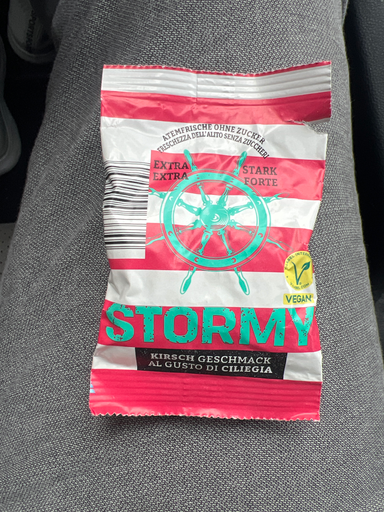 ATEMFRISCHE OHNE ZUCKER
FRESCHEZZA DELL'ALITO SENZA ZUCCHERI
EXTRA STARK
EXTRA FORTE
VEGAN
STORMY
KIRSCH GESCHMACK
AL GUSTO DI CILIEGIA